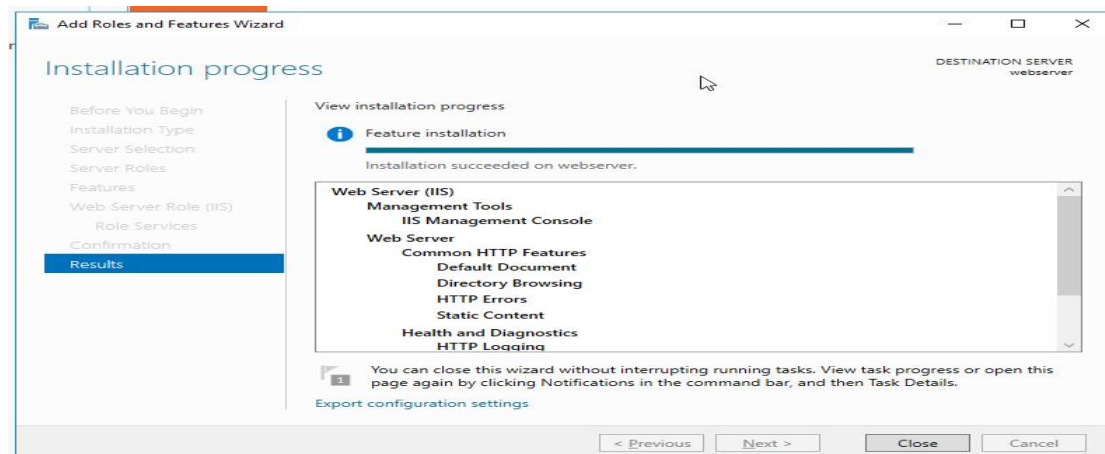 Add Roles and Features Wizard
Installation progress
DESTINATION SERVER
webserver
Before You Begin
Installation Type
Server Selection
Server Roles
Features
Web Server Role (IIS)
Role Services
Confirmation
Results
View installation progress
Feature installation
Installation succeeded on webserver.
Web Server (IIS)
Management Tools
IIS Management Console
Web Server
Common HTTP Features
Default Document
Directory Browsing
HTTP Errors
Static Content
Health and Diagnostics
HTTP Logging
1
You can close this wizard without interrupting running tasks. View task progress or open this
page again by clicking Notifications in the command bar, and then Task Details.
Export configuration settings
< Previous
Next >
Close
Cancel